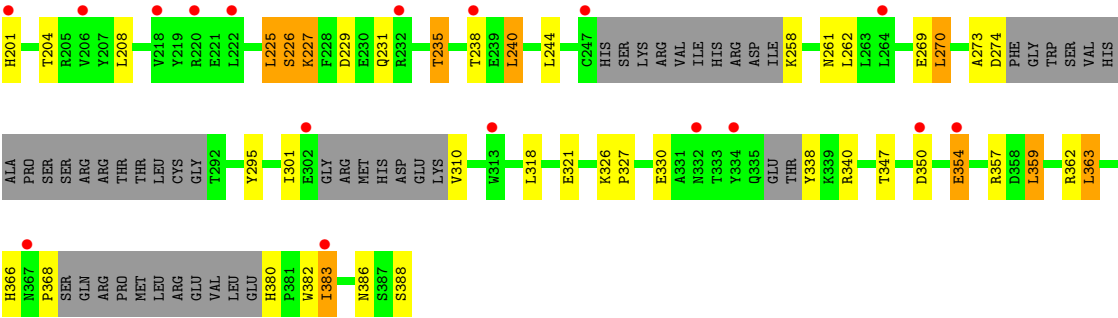 H201 T204 R205 V206 Y207 L208 V218 Y219 R220 E221 L222 L225 S226 K227 F228 D229 E230 Q231 R232 T235 T238 E239 L240 L244 C247 HIS SER LYS ARG VAL ILE HIS ARG ASP ILE K258 N261 L262 L263 L264 E269 L270 A273 D274 PHE GLY TRP SER VAL HIS
ALA PRO SER SER ARG ARG THR THR LEU CYS GLY T292 Y295 I301 E302 GLY ARG MET HIS ASP GLU LYS V310 W313 L318 E321 K326 P327 E330 A331 N332 T333 Y334 Q335 GLU THR Y338 K339 R340 T347 D350 E354 R357 D358 L359 R362 L363
H366 N367 P368 SER GLN ARG PRO MET LEU ARG GLU VAL LEU GLU H380 P381 W382 I383 N386 S387 S388